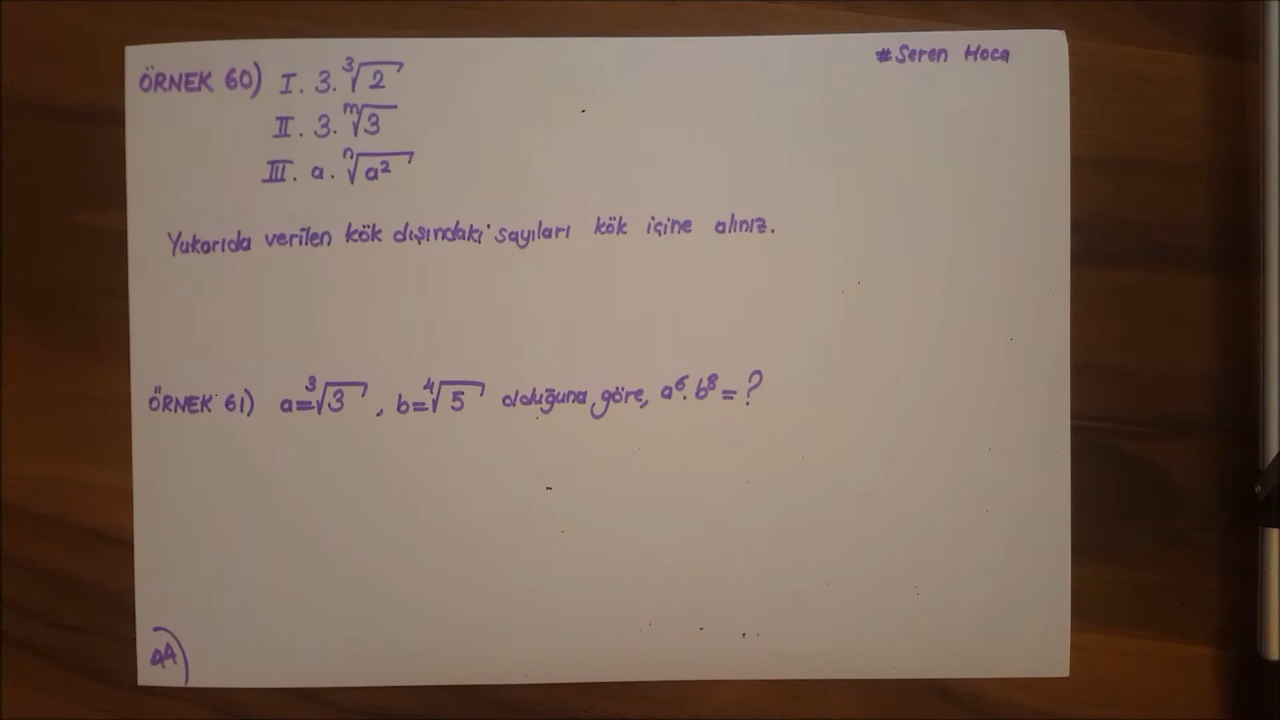 #Seren Hoca
ÖRNEK 60) I. 3. ∛2
II. 3. ᵐ√3
III. a. ⁿ√a²
Yukarıda verilen kök dışındaki sayıları kök içine alınız.
ÖRNEK 61) a=∛3 , b=∜5 olduğuna göre, a⁶.b⁸=?
44